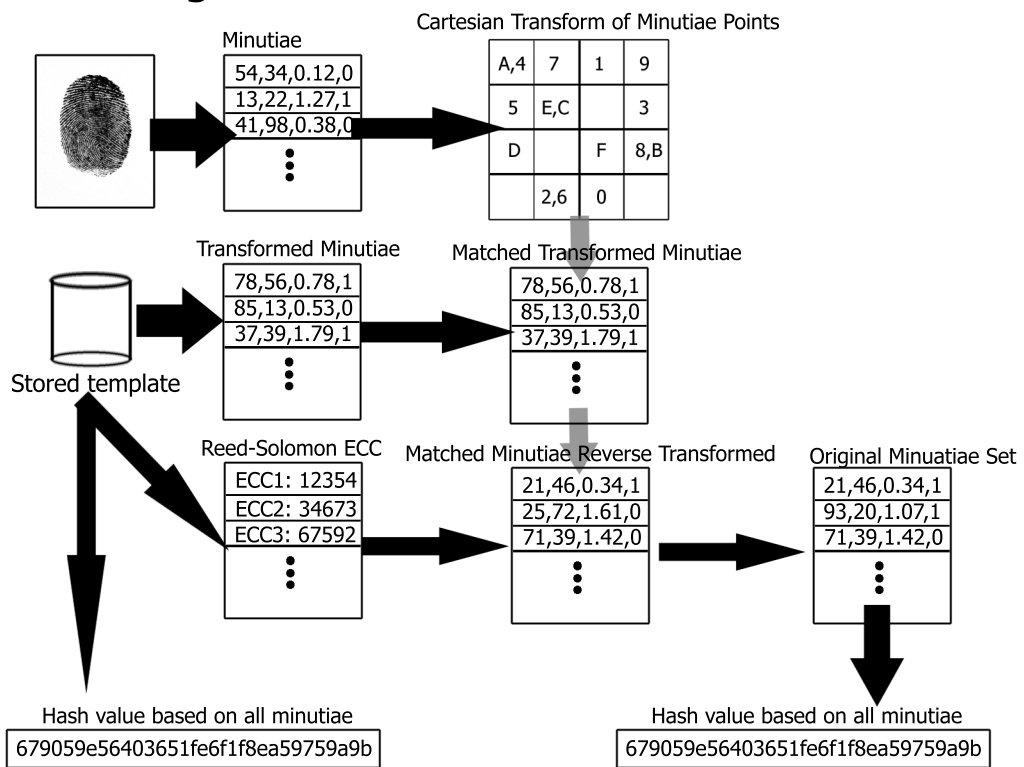 Cartesian Transform of Minutiae Points
Minutiae
54,34,0.12,0
13,22,1.27,1
41,98,0.38,0
A,4 7 1 9
5 E,C 3
D F 8,B
2,6 0
Transformed Minutiae
78,56,0.78,1
85,13,0.53,0
37,39,1.79,1
Matched Transformed Minutiae
78,56,0.78,1
85,13,0.53,0
37,39,1.79,1
Stored template
Reed-Solomon ECC
ECC1: 12354
ECC2: 34673
ECC3: 67592
Matched Minutiae Reverse Transformed
21,46,0.34,1
25,72,1.61,0
71,39,1.42,0
Original Minuatiae Set
21,46,0.34,1
93,20,1.07,1
71,39,1.42,0
Hash value based on all minutiae
679059e56403651fe6f1f8ea59759a9b
Hash value based on all minutiae
679059e56403651fe6f1f8ea59759a9b